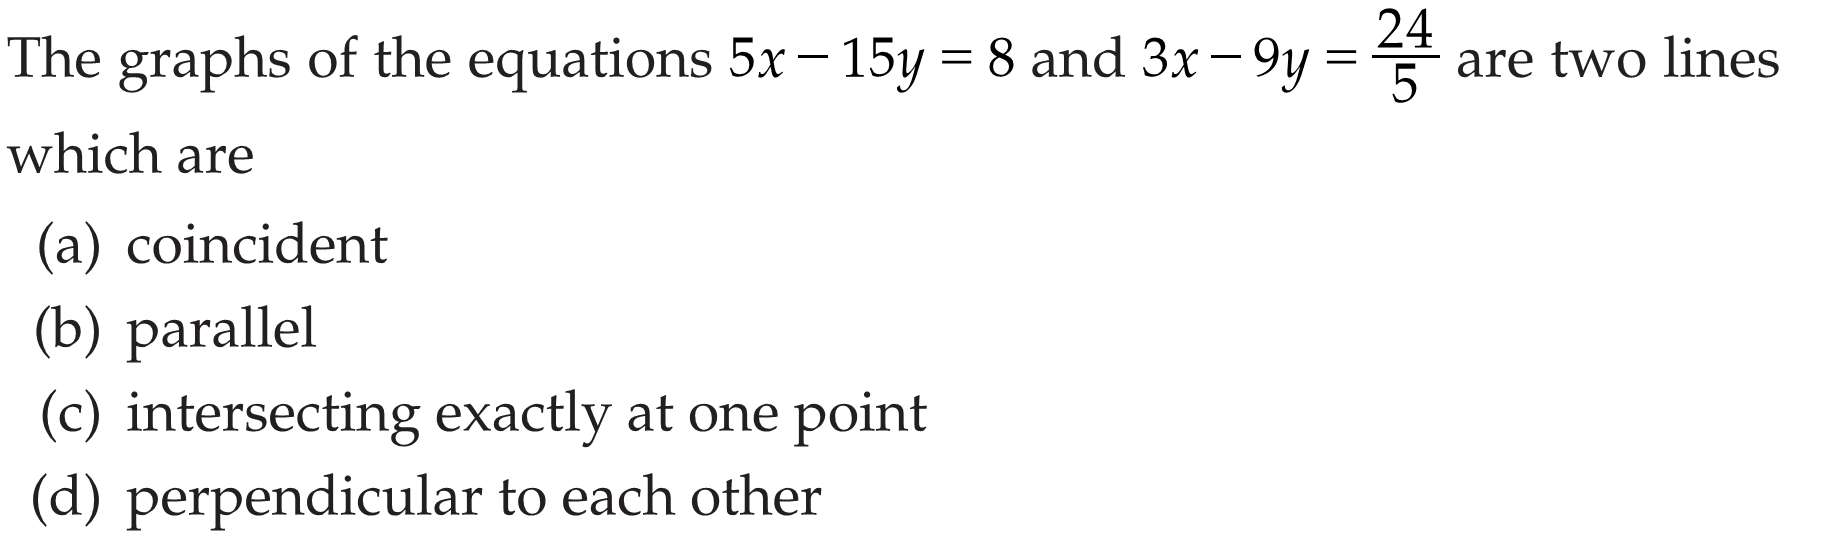 The graphs of the equations 5x − 15y = 8 and 3x − 9y = 24/5 are two lines
which are
(a) coincident
(b) parallel
(c) intersecting exactly at one point
(d) perpendicular to each other